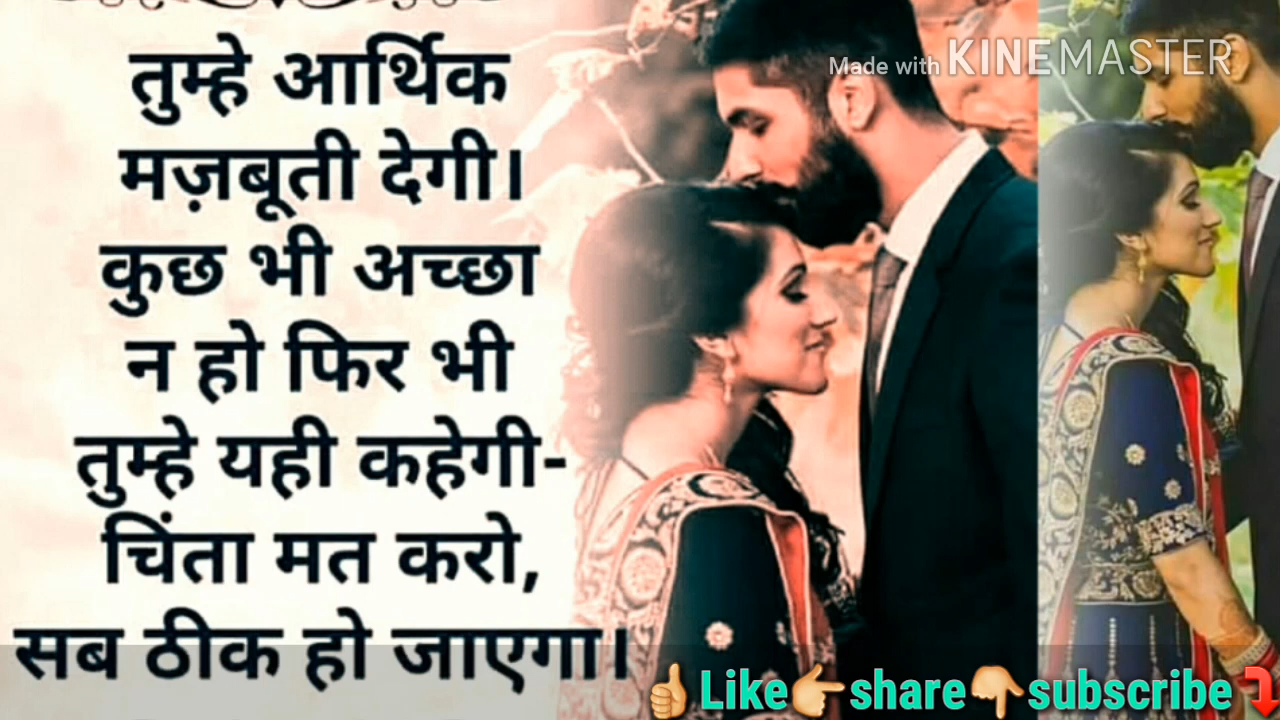 तुम्हे आर्थिक
मज़बूती देगी।
कुछ भी अच्छा
न हो फिर भी
तुम्हे यही कहेगी-
चिंता मत करो,
सब ठीक हो जाएगा।
Made with KINEMASTER
👍Like👉share👇subscribe⤵